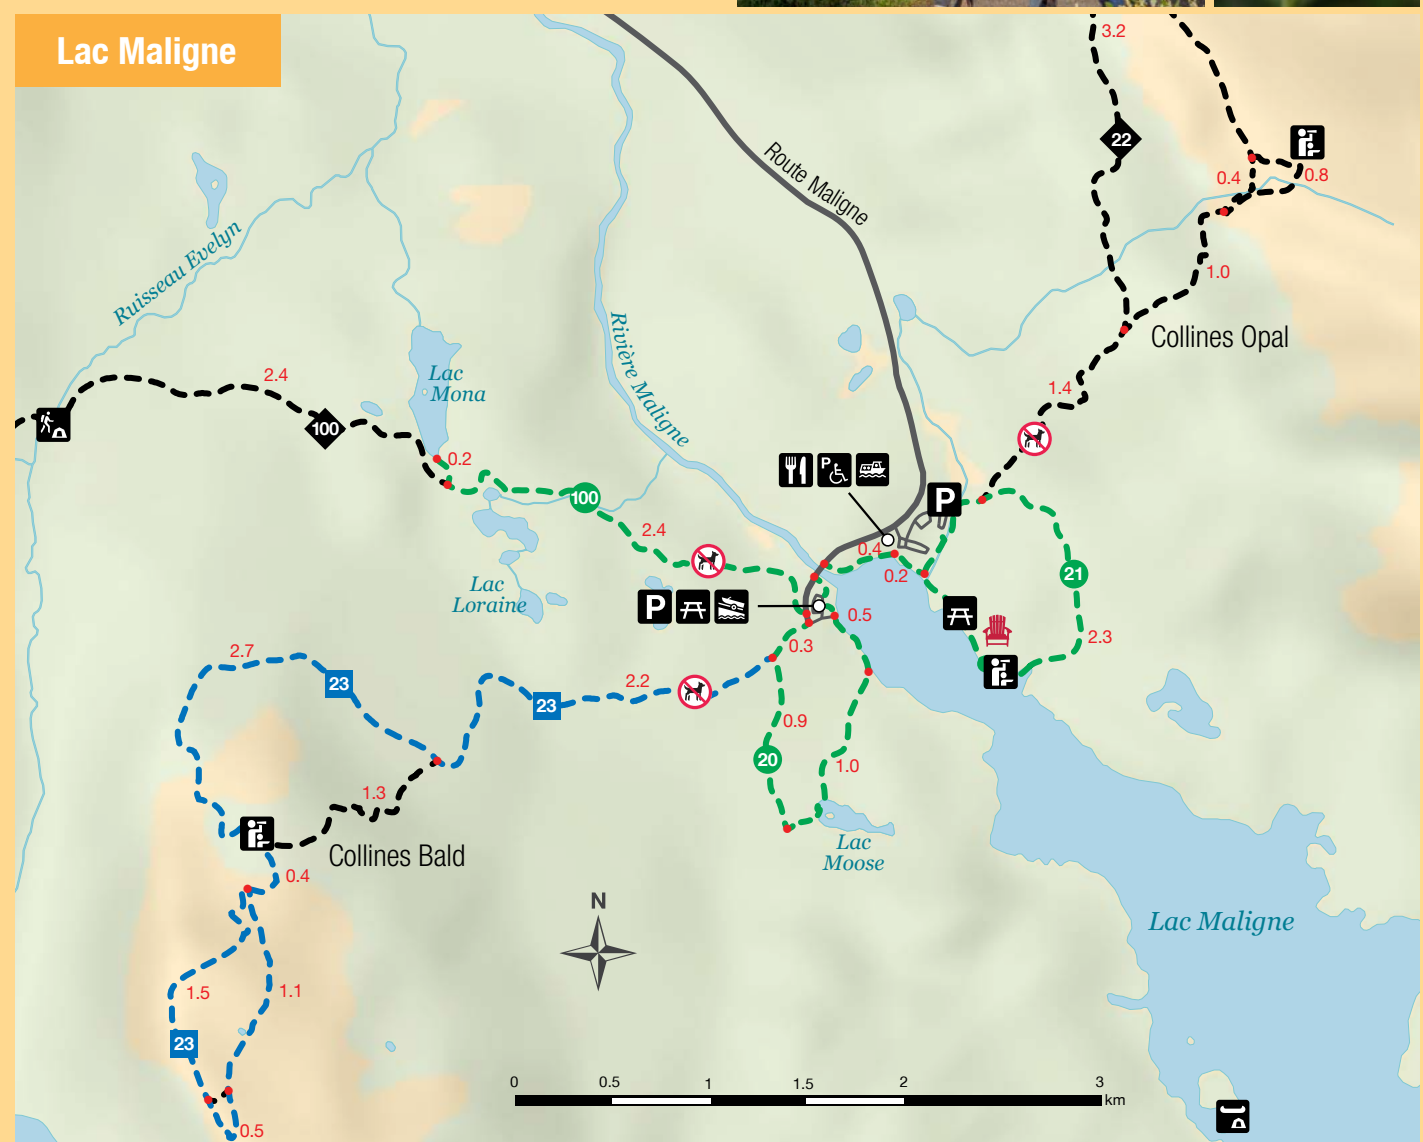 Lac Maligne
3.2
22
Route Maligne
0.4
0.8
1.0
Ruisseau Evelyn
Collines Opal
Rivière Maligne
2.4
Lac
Mona
1.4
100
0.2
100
P
P
2.4
0.4
0.2
21
Lac
Loraine
P
0.5
2.3
0.3
2.7
23
2.2
23
0.9
20
1.0
1.3
Lac
Moose
Collines Bald
0.4
N
Lac Maligne
1.5
1.1
23
0
0.5
1
1.5
2
3
km
0.5